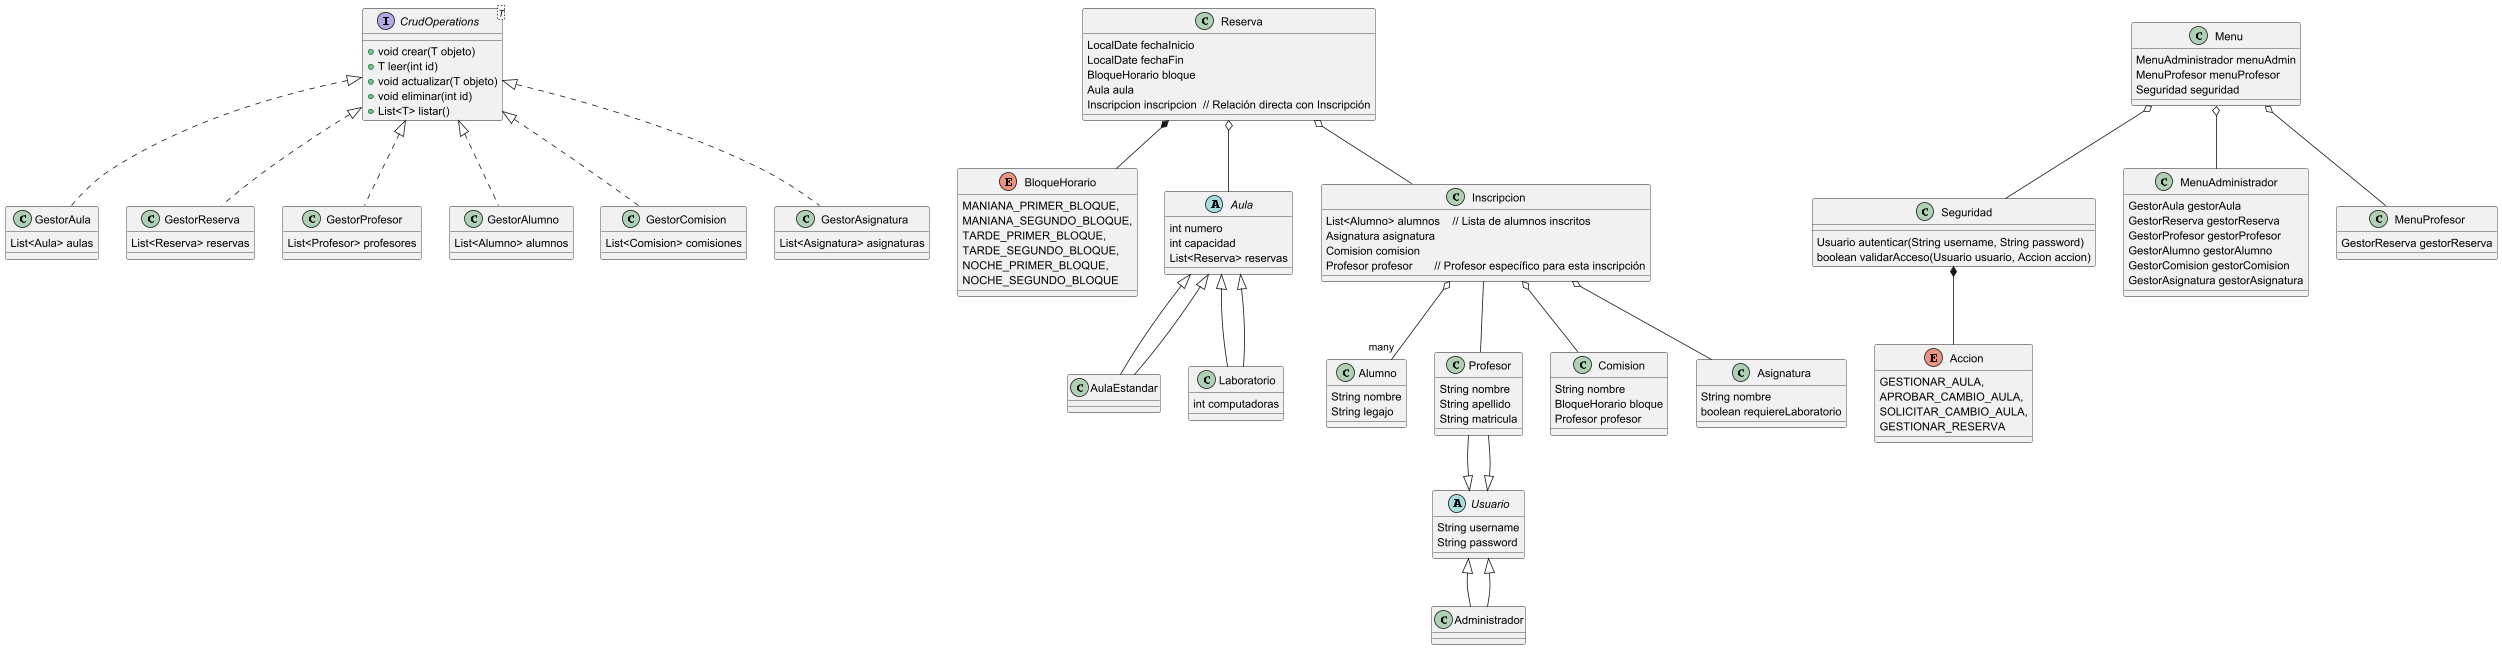 CrudOperations
T
void crear(T objeto)
T leer(int id)
void actualizar(T objeto)
void eliminar(int id)
List<T> listar()
GestorAula
List<Aula> aulas
GestorReserva
List<Reserva> reservas
GestorProfesor
List<Profesor> profesores
GestorAlumno
List<Alumno> alumnos
GestorComision
List<Comision> comisiones
GestorAsignatura
List<Asignatura> asignaturas
Reserva
LocalDate fechaInicio
LocalDate fechaFin
BloqueHorario bloque
Aula aula
Inscripcion inscripcion // Relación directa con Inscripción
BloqueHorario
MANIANA_PRIMER_BLOQUE,
MANIANA_SEGUNDO_BLOQUE,
TARDE_PRIMER_BLOQUE,
TARDE_SEGUNDO_BLOQUE,
NOCHE_PRIMER_BLOQUE,
NOCHE_SEGUNDO_BLOQUE
Aula
int numero
int capacidad
List<Reserva> reservas
Inscripcion
List<Alumno> alumnos // Lista de alumnos inscritos
Asignatura asignatura
Comision comision
Profesor profesor // Profesor específico para esta inscripción
AulaEstandar
Laboratorio
int computadoras
many
Alumno
String nombre
String legajo
Profesor
String nombre
String apellido
String matricula
Comision
String nombre
BloqueHorario bloque
Profesor profesor
Asignatura
String nombre
boolean requiereLaboratorio
Usuario
String username
String password
Administrador
Menu
MenuAdministrador menuAdmin
MenuProfesor menuProfesor
Seguridad seguridad
Seguridad
Usuario autenticar(String username, String password)
boolean validarAcceso(Usuario usuario, Accion accion)
MenuAdministrador
GestorAula gestorAula
GestorReserva gestorReserva
GestorProfesor gestorProfesor
GestorAlumno gestorAlumno
GestorComision gestorComision
GestorAsignatura gestorAsignatura
MenuProfesor
GestorReserva gestorReserva
Accion
GESTIONAR_AULA,
APROBAR_CAMBIO_AULA,
SOLICITAR_CAMBIO_AULA,
GESTIONAR_RESERVA